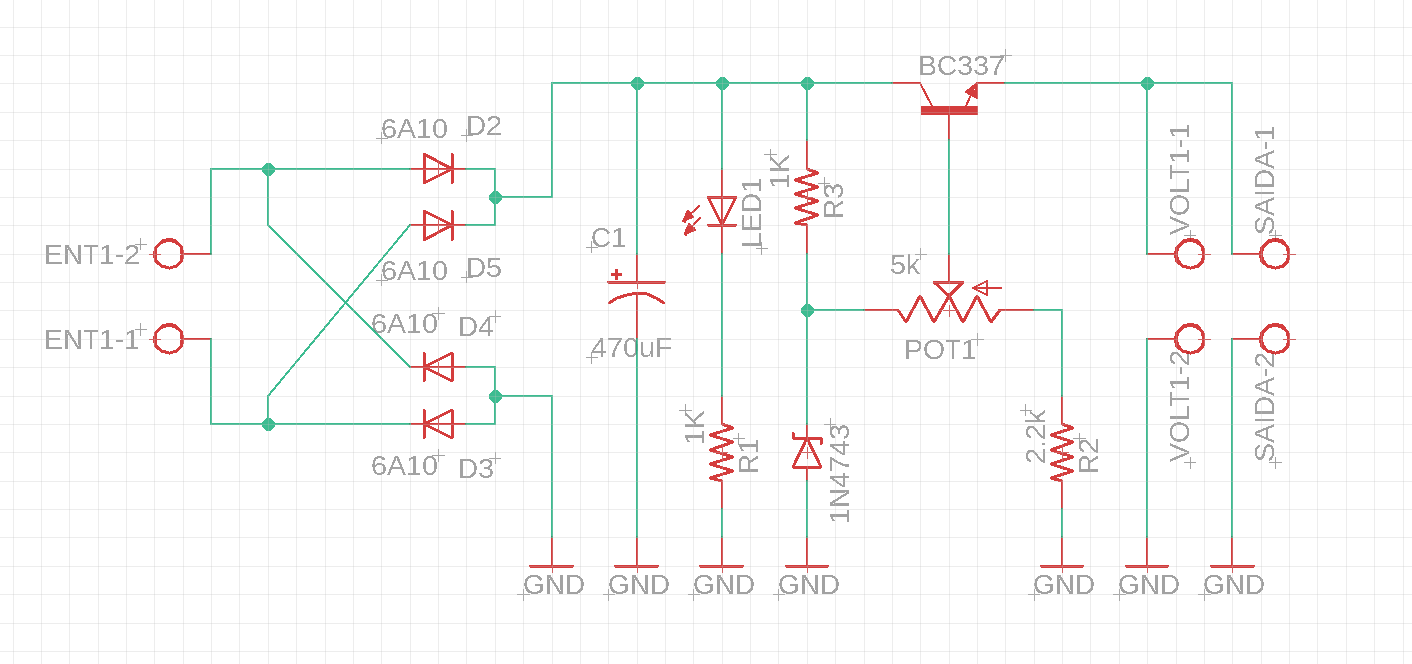 BC337
6A10 D2
6A10 D5
ENT1-2
ENT1-1
6A10 D4
6A10 D3
C1
+
470uF
LED1
1K
R1
1K
R3
1N4743
5k
POT1
2.2k
R2
VOLT1-1
SAIDA-1
VOLT1-2
SAIDA-2
GND
GND
GND
GND
GND
GND
GND